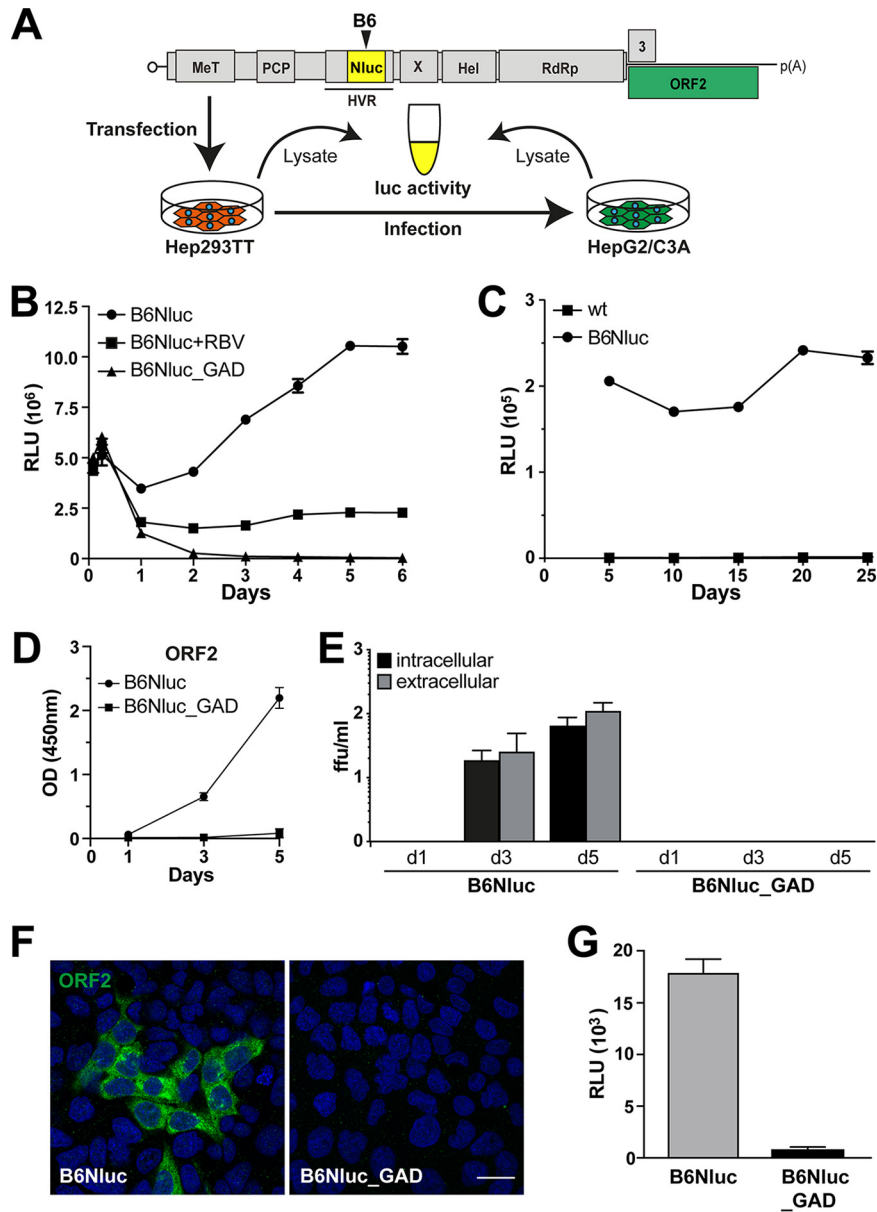 A
B6
MeT PCP Nluc X Hel RdRp 3
ORF2
p(A)
HVR
Transfection
Lysate
Lysate
luc activity
Infection
Hep293TT
HepG2/C3A
B
B6Nluc
B6Nluc+RBV
B6Nluc_GAD
RLU (10⁶)
12.5
10.0
7.5
5.0
2.5
0
0 1 2 3 4 5 6
Days
C
wt
B6Nluc
RLU (10⁵)
3
2
1
0
0 5 10 15 20 25
Days
D
ORF2
B6Nluc
B6Nluc_GAD
OD (450nm)
3
2
1
0
0 1 3 5
Days
E
intracellular
extracellular
ffu/ml
3
2
1
0
d1 d3 d5 d1 d3 d5
B6Nluc B6Nluc_GAD
F
ORF2
B6Nluc
B6Nluc_GAD
G
RLU (10³)
20
15
10
5
0
B6Nluc B6Nluc
_GAD